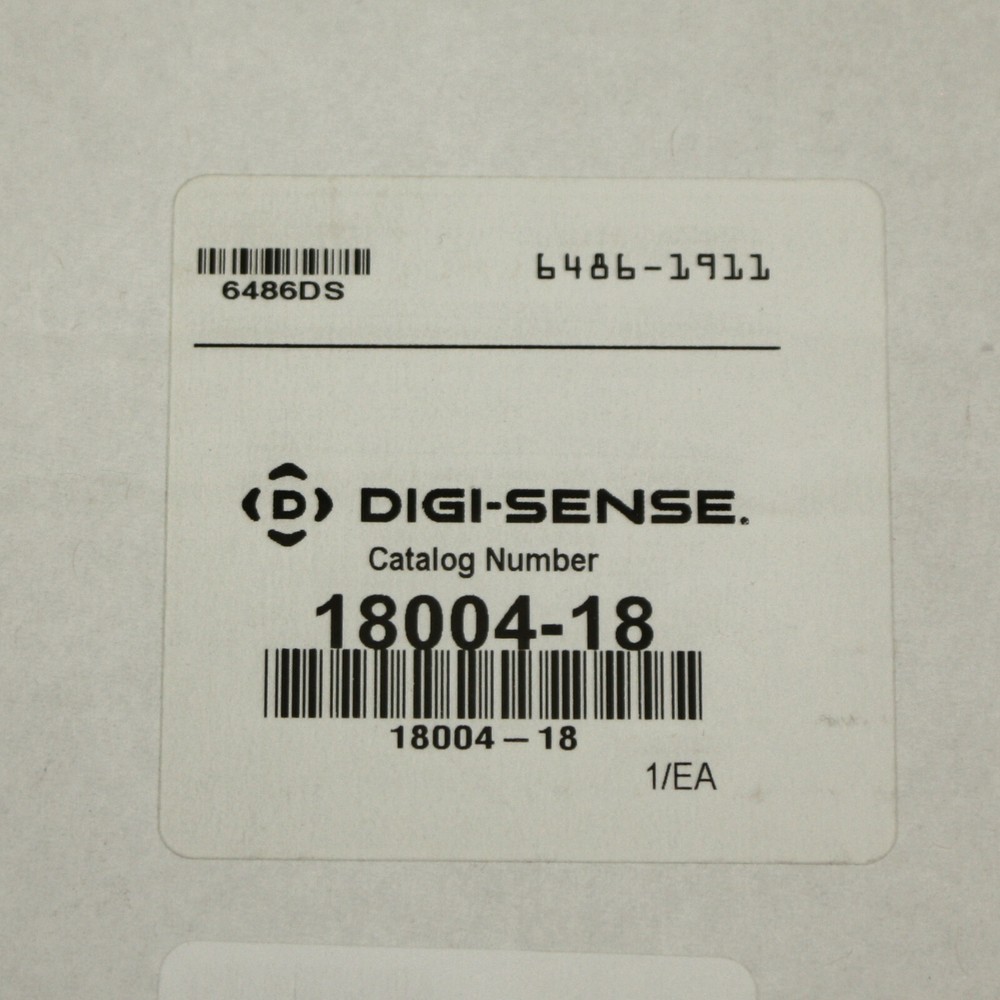 6486-1911
6486DS
D DIGI-SENSE.
Catalog Number
18004-18
18004-18
1/EA